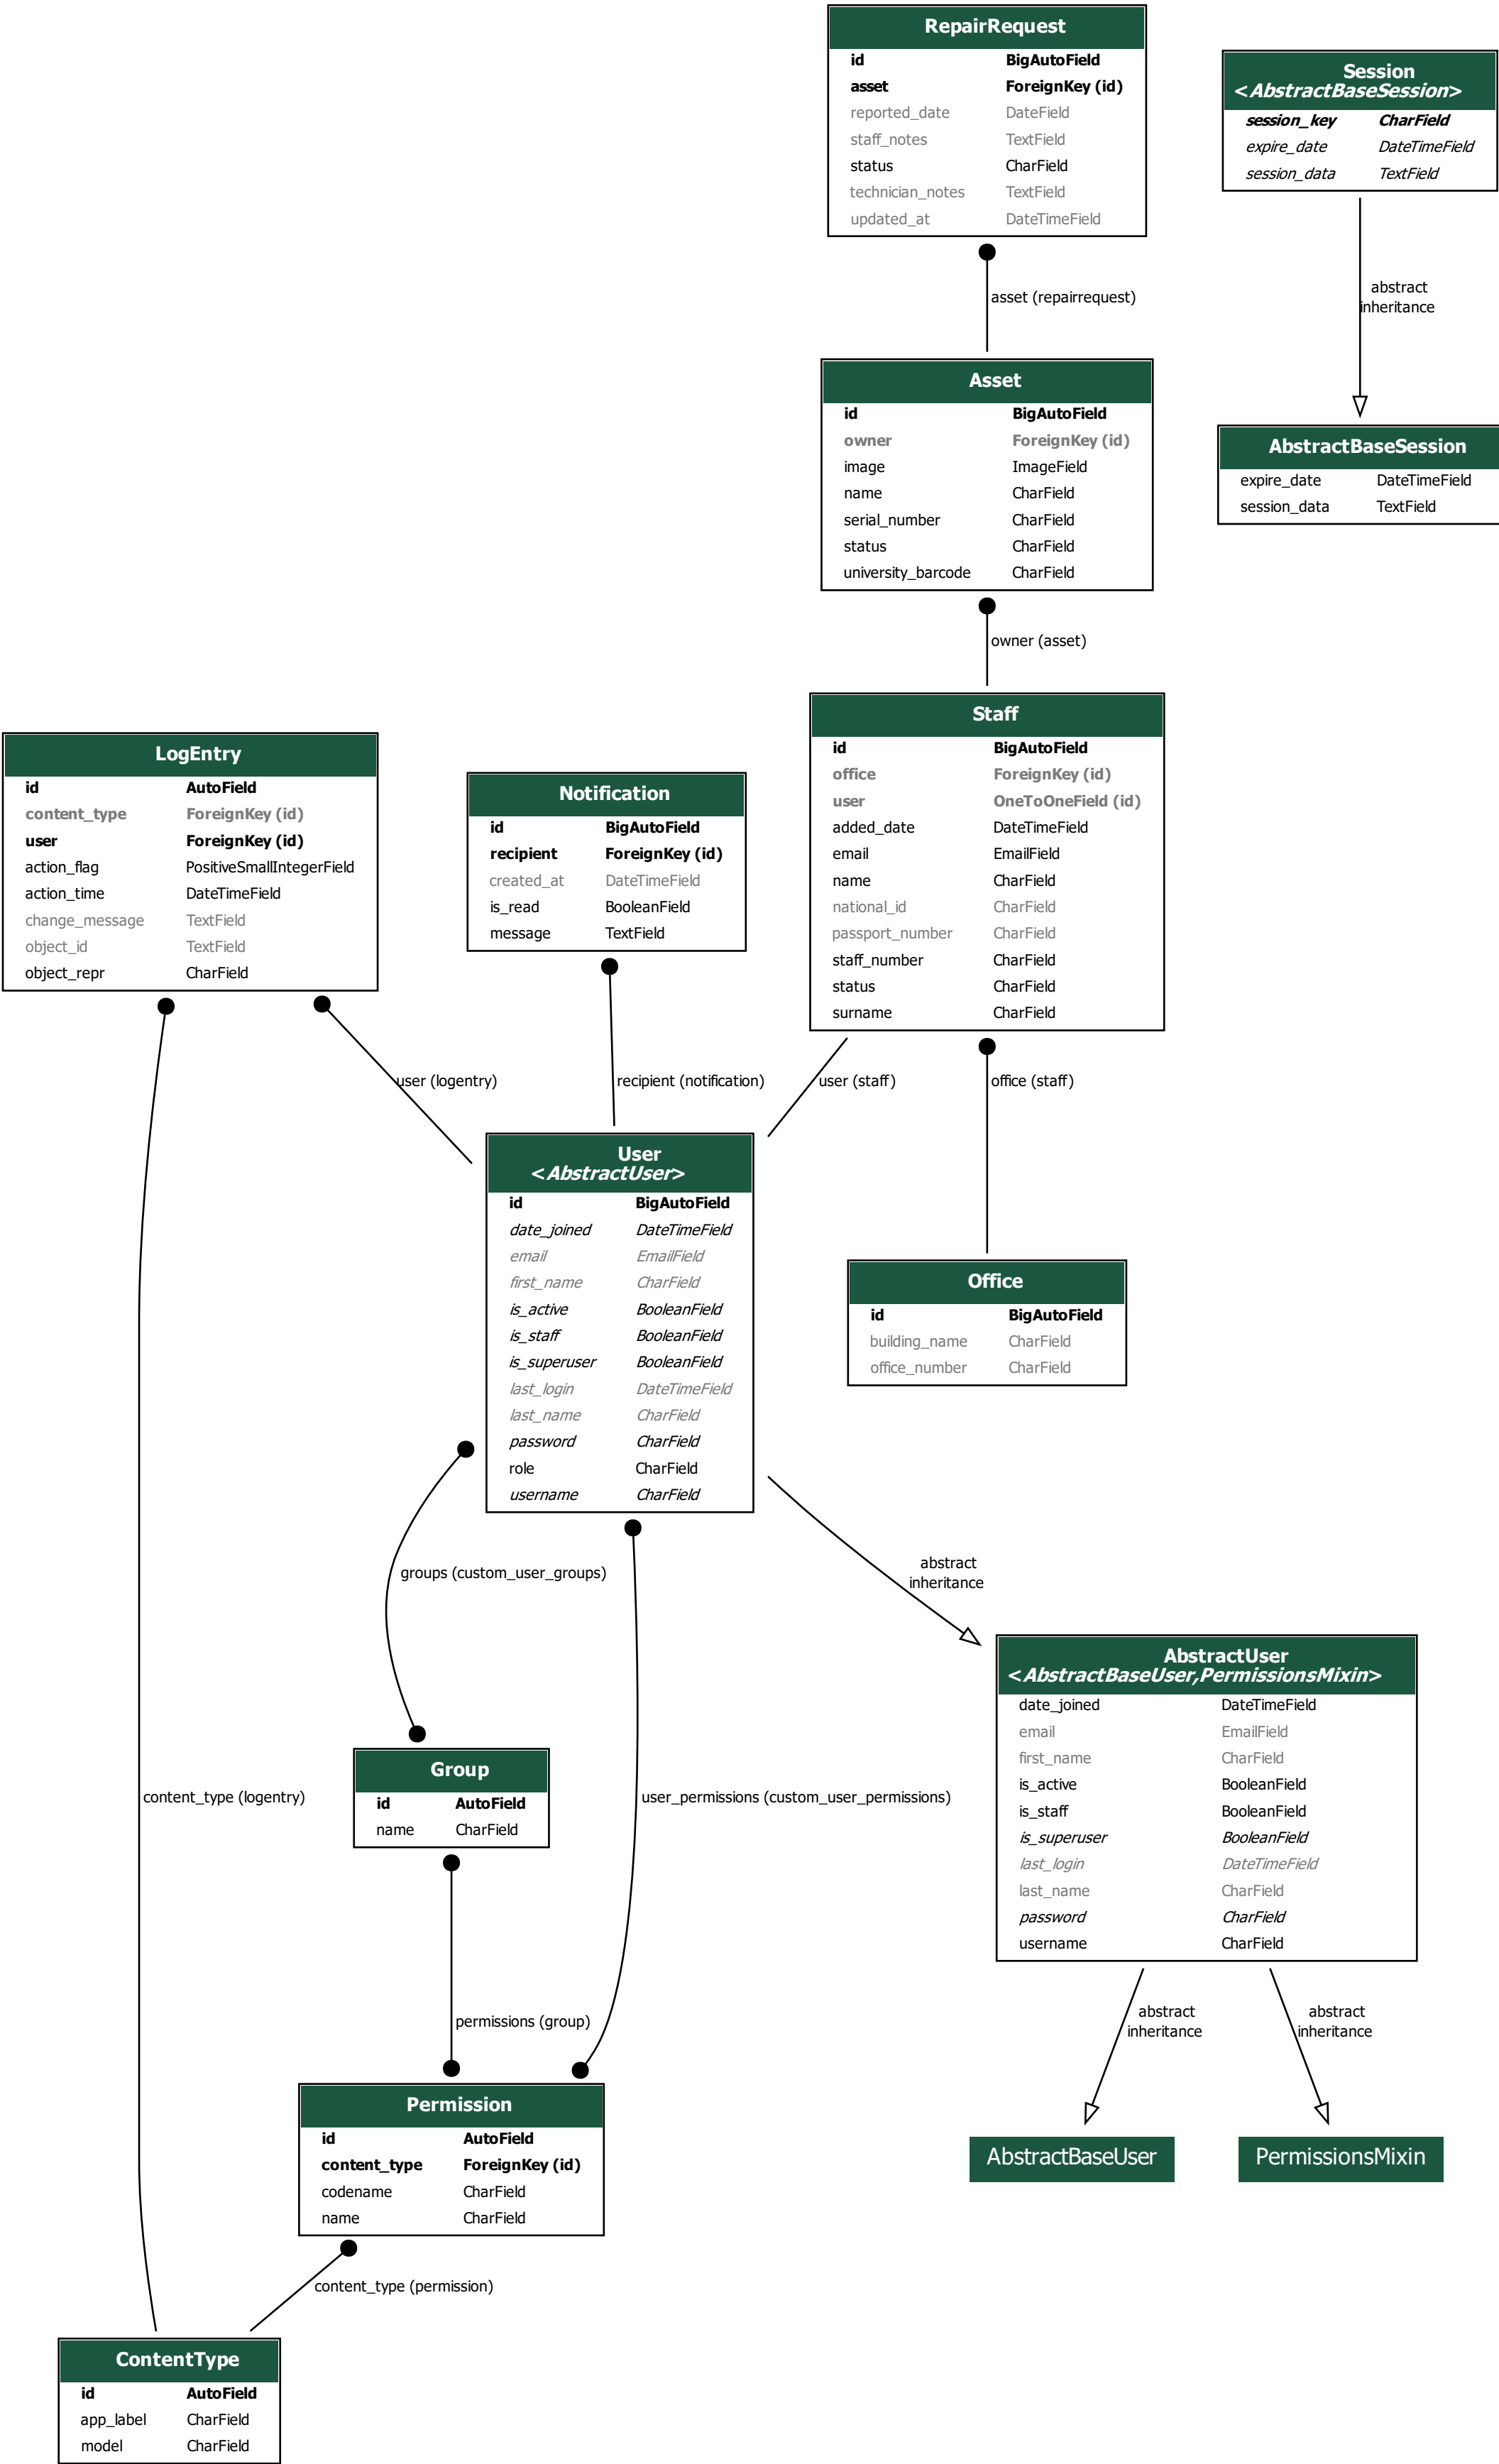 RepairRequest
id BigAutoField
asset ForeignKey (id)
reported_date DateField
staff_notes TextField
status CharField
technician_notes TextField
updated_at DateTimeField
Session
<AbstractBaseSession>
session_key CharField
expire_date DateTimeField
session_data TextField
asset (repairrequest)
abstract
inheritance
Asset
id BigAutoField
owner ForeignKey (id)
image ImageField
name CharField
serial_number CharField
status CharField
university_barcode CharField
AbstractBaseSession
expire_date DateTimeField
session_data TextField
owner (asset)
Staff
id BigAutoField
office ForeignKey (id)
user OneToOneField (id)
added_date DateTimeField
email EmailField
name CharField
national_id CharField
passport_number CharField
staff_number CharField
status CharField
surname CharField
LogEntry
id AutoField
content_type ForeignKey (id)
user ForeignKey (id)
action_flag PositiveSmallIntegerField
action_time DateTimeField
change_message TextField
object_id TextField
object_repr CharField
Notification
id BigAutoField
recipient ForeignKey (id)
created_at DateTimeField
is_read BooleanField
message TextField
user (logentry)
recipient (notification)
user (staff)
office (staff)
User
<AbstractUser>
id BigAutoField
date_joined DateTimeField
email EmailField
first_name CharField
is_active BooleanField
is_staff BooleanField
is_superuser BooleanField
last_login DateTimeField
last_name CharField
password CharField
role CharField
username CharField
Office
id BigAutoField
building_name CharField
office_number CharField
groups (custom_user_groups)
abstract
inheritance
AbstractUser
<AbstractBaseUser,PermissionsMixin>
date_joined DateTimeField
email EmailField
first_name CharField
is_active BooleanField
is_staff BooleanField
is_superuser BooleanField
last_login DateTimeField
last_name CharField
password CharField
username CharField
Group
id AutoField
name CharField
content_type (logentry)
user_permissions (custom_user_permissions)
permissions (group)
abstract
inheritance
abstract
inheritance
Permission
id AutoField
content_type ForeignKey (id)
codename CharField
name CharField
AbstractBaseUser
PermissionsMixin
content_type (permission)
ContentType
id AutoField
app_label CharField
model CharField